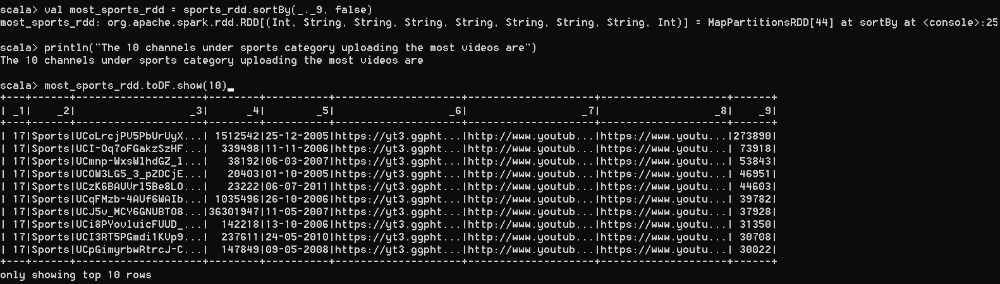 scala> val most_sports_rdd = sports_rdd.sortBy(_._9, false)
most_sports_rdd: org.apache.spark.rdd.RDD[(Int, String, String, String, String, String, String, String, Int)] = MapPartitionsRDD[44] at sortBy at <console>:25
scala> println("The 10 channels under sports category uploading the most videos are")
The 10 channels under sports category uploading the most videos are
scala> most_sports_rdd.toDF.show(10)
+---+------+--------------------+--------+----------+--------------------+--------------------+--------------------+------+
| _1|    _2|                  _3|      _4|        _5|                  _6|                  _7|                  _8|    _9|
+---+------+--------------------+--------+----------+--------------------+--------------------+--------------------+------+
| 17|Sports|UCoLrcjPV5PbUrUyX...| 1512542|25-12-2005|https://yt3.ggpht...|http://www.youtub...|https://www.youtu...|273890|
| 17|Sports|UCI-Oq7oFGakzSzHF...|  339498|11-11-2006|https://yt3.ggpht...|http://www.youtub...|https://www.youtu...| 73918|
| 17|Sports|UCmnp-WxsWlhdGZ_l...|   38192|06-03-2007|https://yt3.ggpht...|http://www.youtub...|https://www.youtu...| 53843|
| 17|Sports|UCOW3LG5_3_pZDCjE...|   20403|01-10-2005|https://yt3.ggpht...|http://www.youtub...|https://www.youtu...| 46951|
| 17|Sports|UCzK6BAUVrl5Be8LO...|   23222|06-07-2011|https://yt3.ggpht...|http://www.youtub...|https://www.youtu...| 44603|
| 17|Sports|UCqFMzb-4AUf6WAIb...| 1035496|26-10-2006|https://yt3.ggpht...|http://www.youtub...|https://www.youtu...| 39782|
| 17|Sports|UCJ5v_MCY6GNUBTO8...|36301947|11-05-2007|https://yt3.ggpht...|http://www.youtub...|https://www.youtu...| 37928|
| 17|Sports|UCi8PYovluicFUUD_...|  142218|13-10-2006|https://yt3.ggpht...|http://www.youtub...|https://www.youtu...| 31350|
| 17|Sports|UCI3RT5PGmdi1KVp9...|  237611|24-05-2010|https://yt3.ggpht...|http://www.youtub...|https://www.youtu...| 30708|
| 17|Sports|UCpGimyrbwRtrcJ-C...|  147849|09-05-2008|https://yt3.ggpht...|http://www.youtub...|https://www.youtu...| 30022|
+---+------+--------------------+--------+----------+--------------------+--------------------+--------------------+------+
only showing top 10 rows